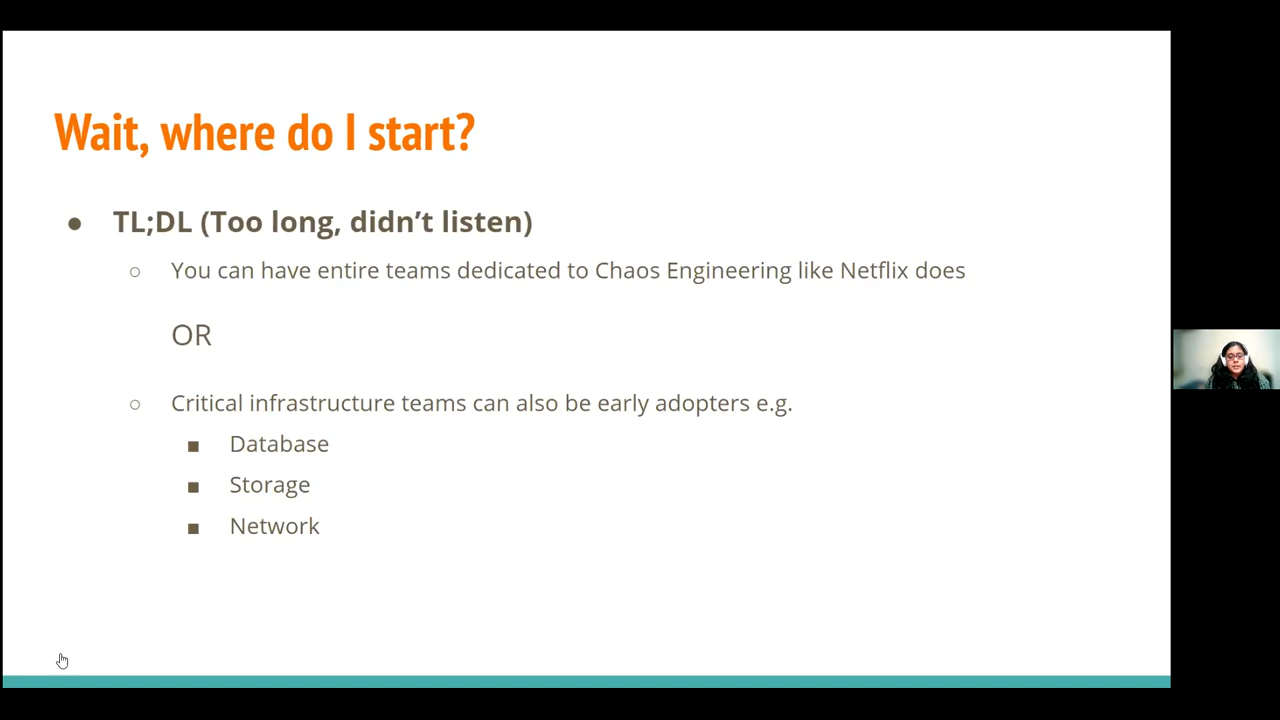 Wait, where do I start?
● TL;DL (Too long, didn’t listen)
○ You can have entire teams dedicated to Chaos Engineering like Netflix does
OR
○ Critical infrastructure teams can also be early adopters e.g.
■ Database
■ Storage
■ Network